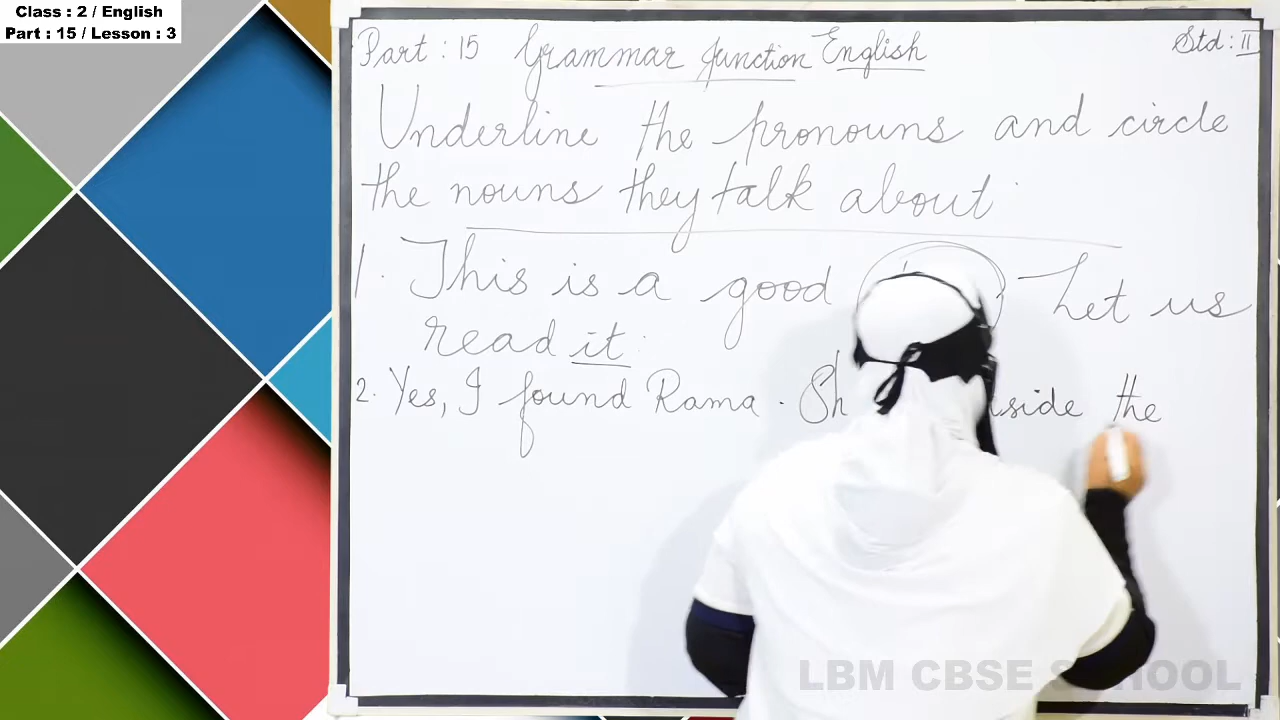 Class : 2 / English
Part : 15 / Lesson : 3
Part : 15 Grammar Junction English Std : II
Underline the pronouns and circle
the nouns they talk about
1. This is a good Let us
read it.
2. Yes, I found Rama. the
LBM CBSE SCHOOL